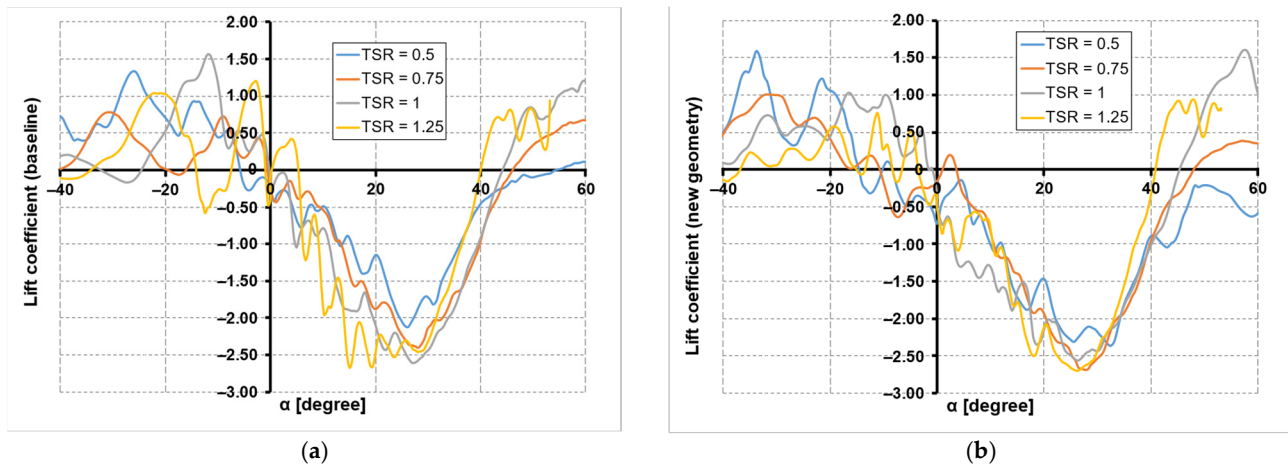 2.00
1.50
1.00
0.50
0
−0.50
−1.00
−1.50
−2.00
−2.50
−3.00
−40
−20
0
20
40
60
Lift coefficient (baseline)
α [degree]
TSR = 0.5
TSR = 0.75
TSR = 1
TSR = 1.25
(a)
2.00
1.50
1.00
0.50
0
−0.50
−1.00
−1.50
−2.00
−2.50
−3.00
−40
−20
0
20
40
60
Lift coefficient (new geometry)
α [degree]
TSR = 0.5
TSR = 0.75
TSR = 1
TSR = 1.25
(b)